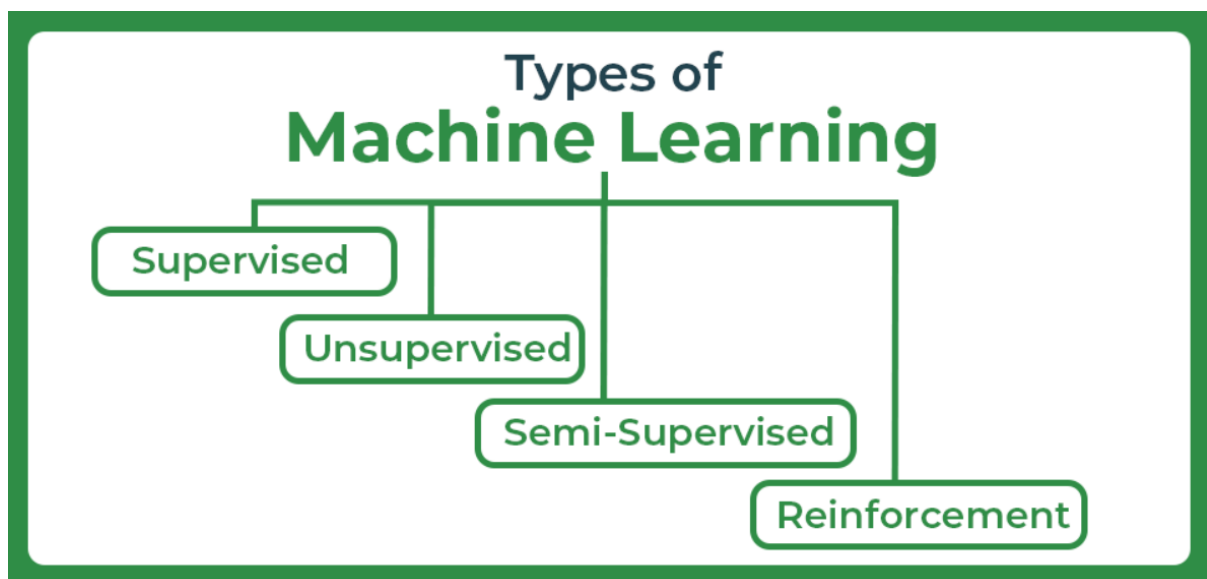 Types of
Machine Learning
Supervised
Unsupervised
Semi-Supervised
Reinforcement